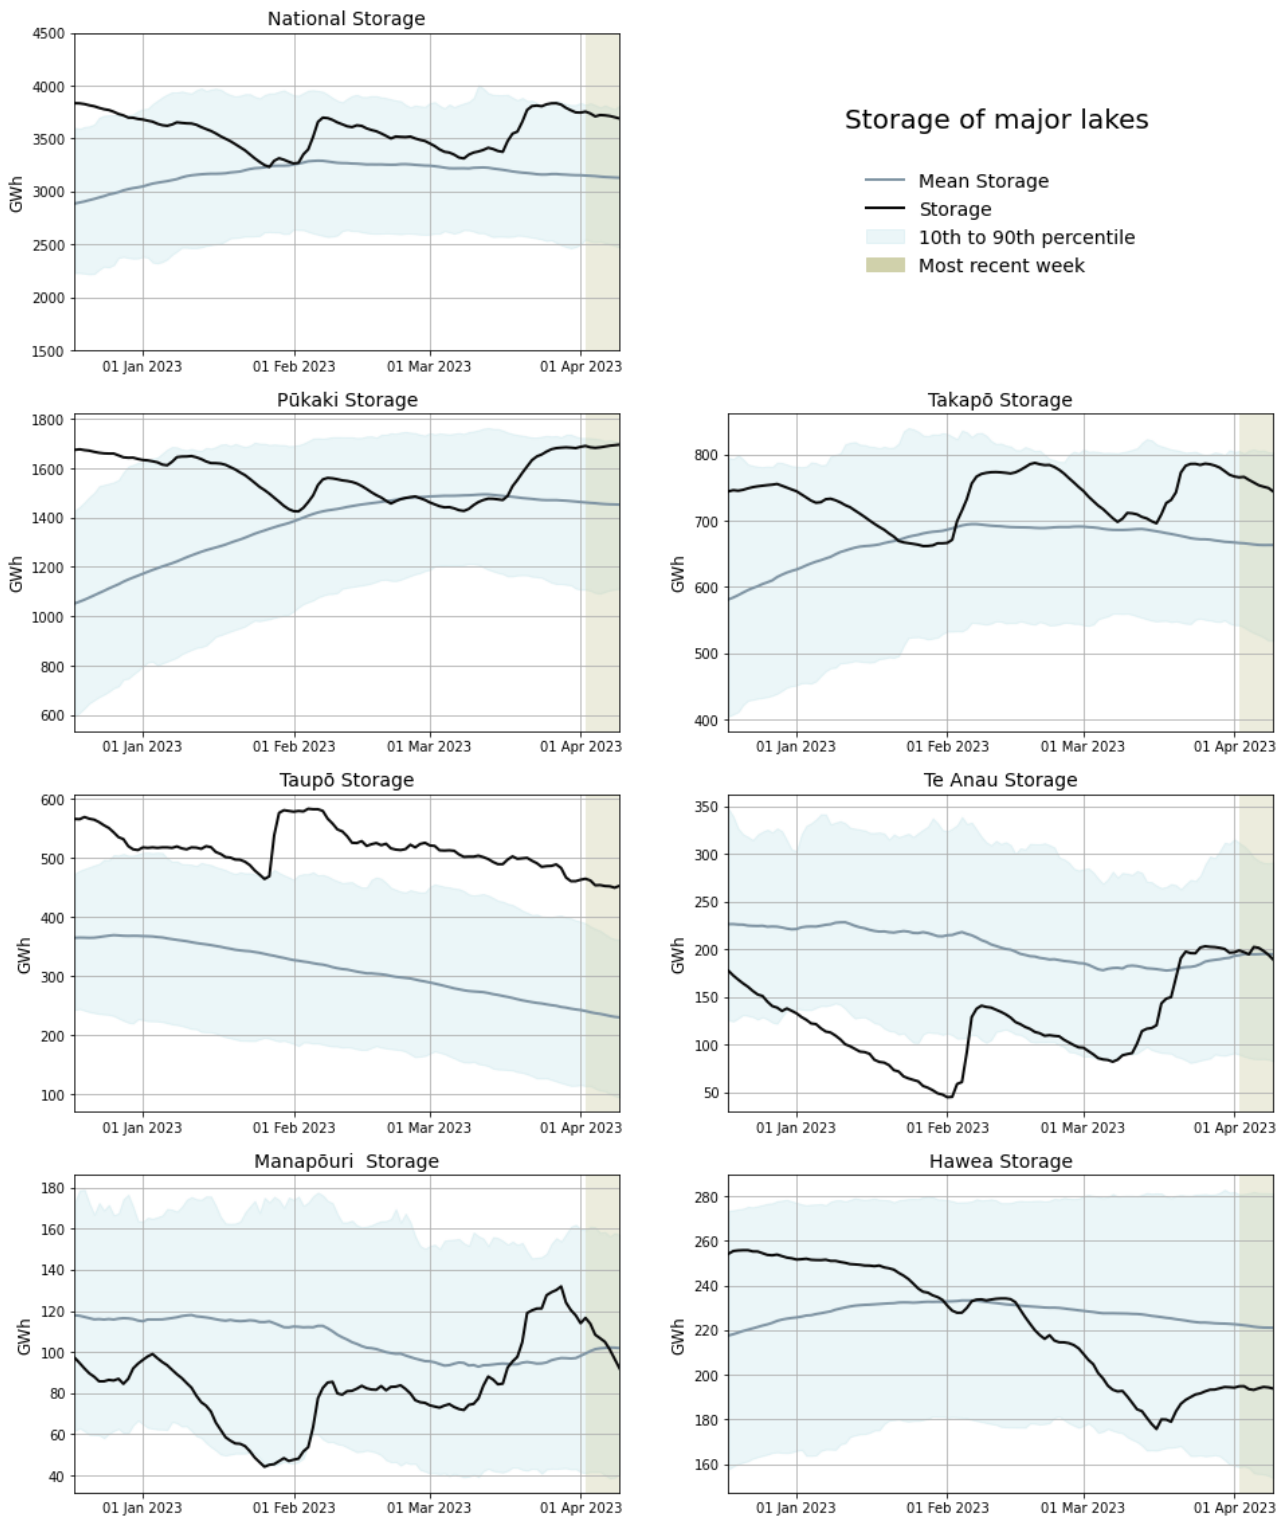 National Storage
4500
4000
3500
3000
2500
2000
1500
GWh
01 Jan 2023
01 Feb 2023
01 Mar 2023
01 Apr 2023
Storage of major lakes
Mean Storage
Storage
10th to 90th percentile
Most recent week
Pūkaki Storage
1800
1600
1400
1200
1000
800
600
GWh
01 Jan 2023
01 Feb 2023
01 Mar 2023
01 Apr 2023
Takapō Storage
800
700
600
500
400
GWh
01 Jan 2023
01 Feb 2023
01 Mar 2023
01 Apr 2023
Taupō Storage
600
500
400
300
200
100
GWh
01 Jan 2023
01 Feb 2023
01 Mar 2023
01 Apr 2023
Te Anau Storage
350
300
250
200
150
100
50
GWh
01 Jan 2023
01 Feb 2023
01 Mar 2023
01 Apr 2023
Manapōuri  Storage
180
160
140
120
100
80
60
40
GWh
01 Jan 2023
01 Feb 2023
01 Mar 2023
01 Apr 2023
Hawea Storage
280
260
240
220
200
180
160
GWh
01 Jan 2023
01 Feb 2023
01 Mar 2023
01 Apr 2023